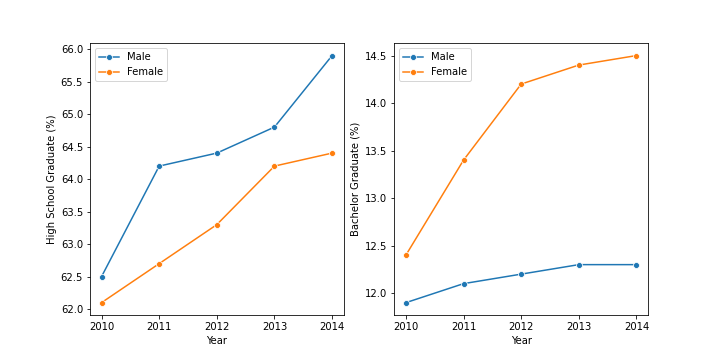 High School Graduate (%)
66.0
65.5
65.0
64.5
64.0
63.5
63.0
62.5
62.0
Male
Female
2010 2011 2012 2013 2014
Year
Bachelor Graduate (%)
14.5
14.0
13.5
13.0
12.5
12.0
Male
Female
2010 2011 2012 2013 2014
Year